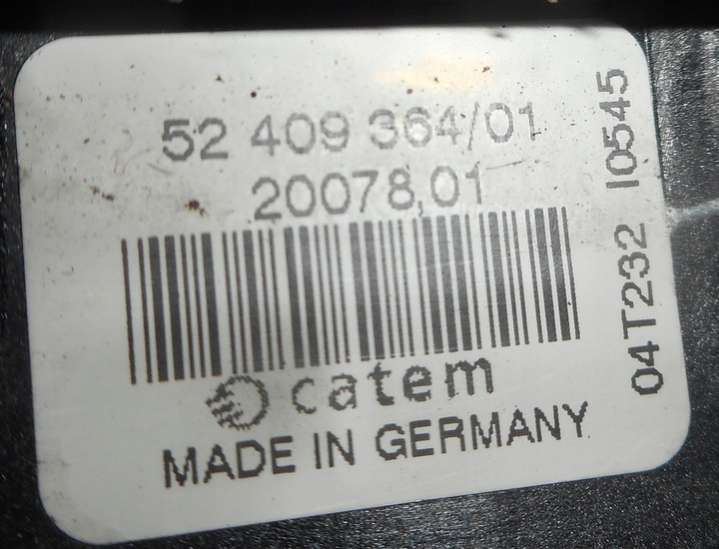 52 409 364/01
20078,01
catem
MADE IN GERMANY
04T232 I0545